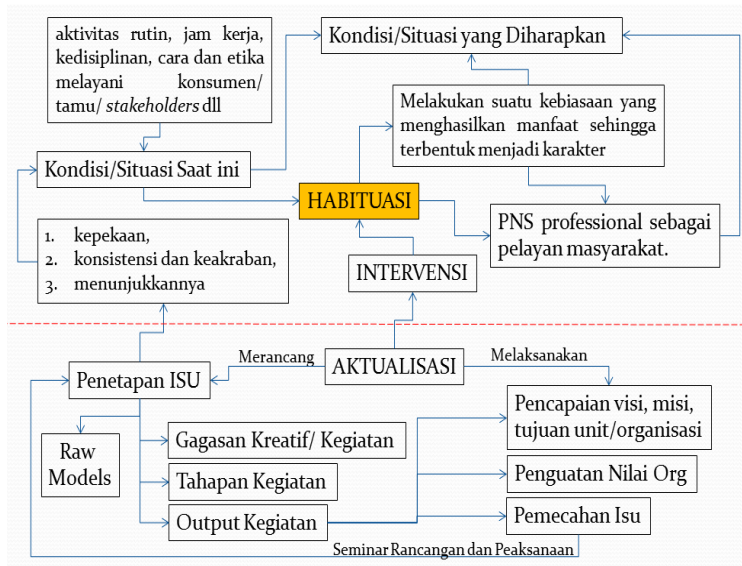 aktivitas rutin, jam kerja,
kedisiplinan, cara dan etika
melayani konsumen/
tamu/ stakeholders dll
Kondisi/Situasi yang Diharapkan
Melakukan suatu kebiasaan yang
menghasilkan manfaat sehingga
terbentuk menjadi karakter
Kondisi/Situasi Saat ini
HABITUASI
PNS professional sebagai
pelayan masyarakat.
1. kepekaan,
2. konsistensi dan keakraban,
3. menunjukkannya
INTERVENSI
Merancang
AKTUALISASI
Melaksanakan
Penetapan ISU
Pencapaian visi, misi,
tujuan unit/organisasi
Raw
Models
Gagasan Kreatif/ Kegiatan
Tahapan Kegiatan
Penguatan Nilai Org
Output Kegiatan
Pemecahan Isu
Seminar Rancangan dan Peaksanaan